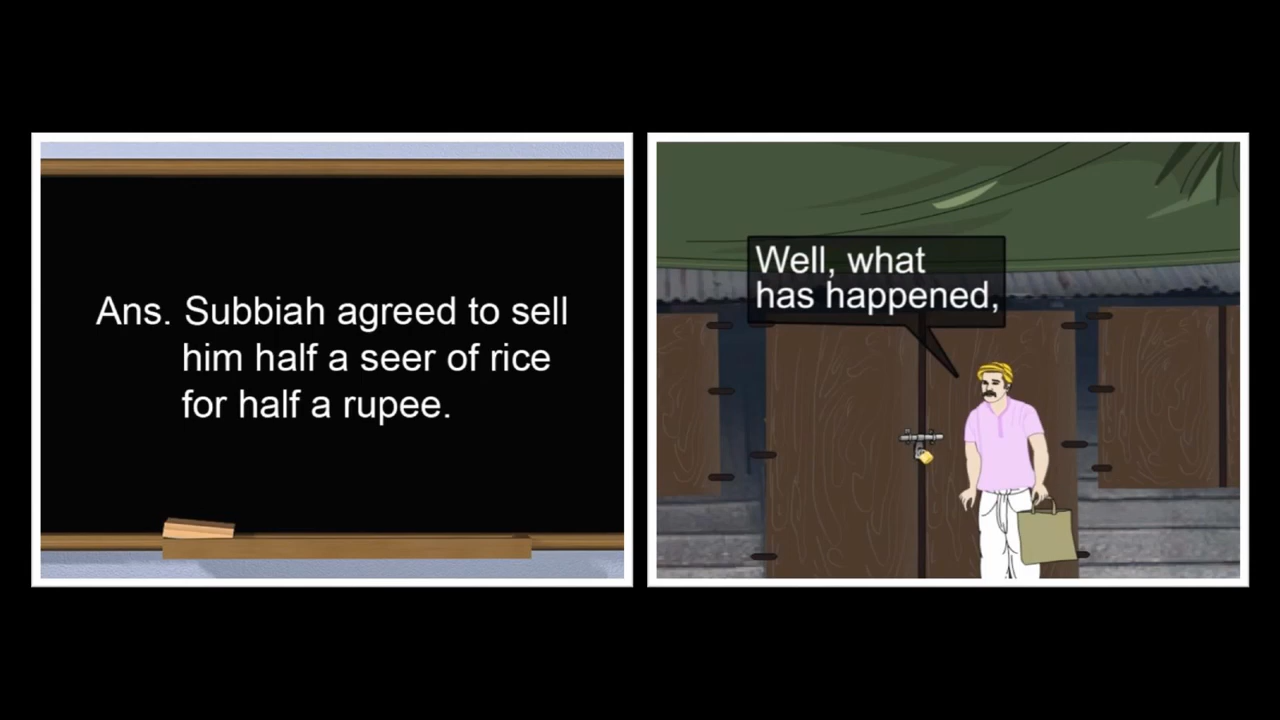 Ans. Subbiah agreed to sell
him half a seer of rice
for half a rupee.
Well, what
has happened,